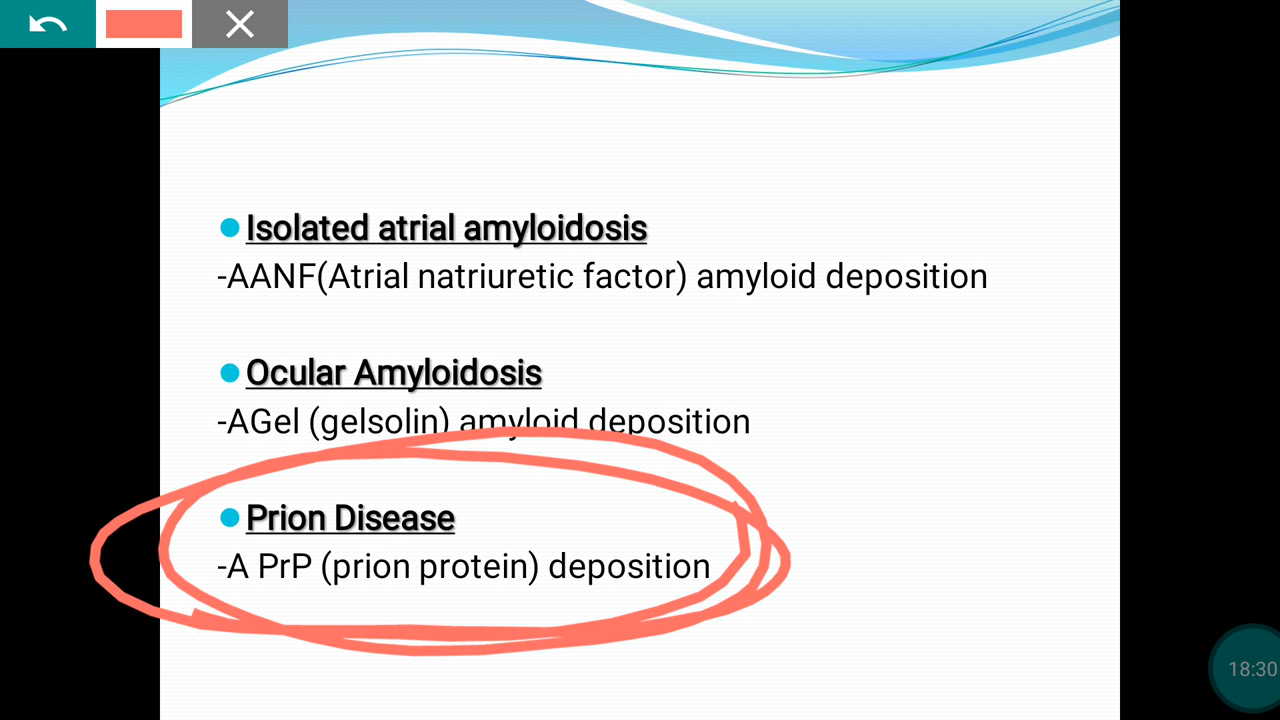 Isolated atrial amyloidosis
-AANF(Atrial natriuretic factor) amyloid deposition
Ocular Amyloidosis
-AGel (gelsolin) amyloid deposition
Prion Disease
-A PrP (prion protein) deposition
18:30